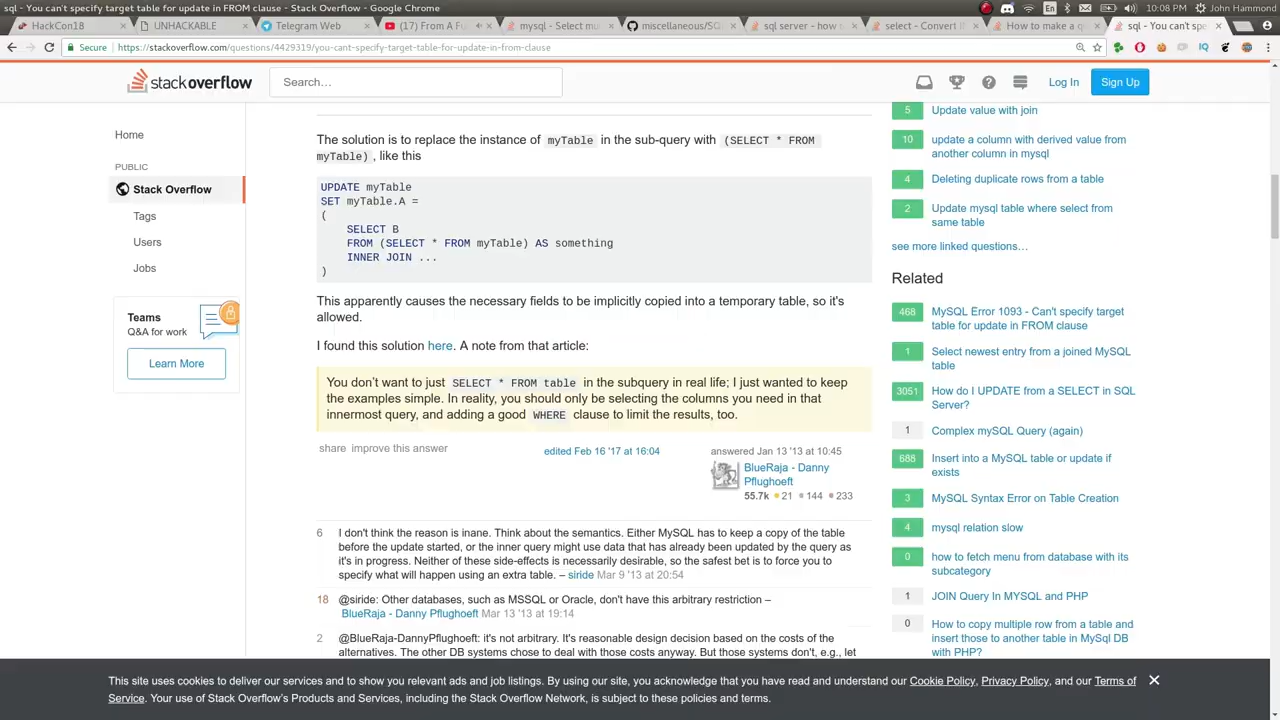 sql - You can't specify target table for update in FROM clause - Stack Overflow - Google Chrome
En
10:08 PM
John Hammond
HackCon18
UNHACKABLE
Telegram Web
(17) From A Fu
mysql - Select mu
miscellaneous/SQ
sql server - how s
select - Convert I
How to make a q
sql - You can't spe
Secure
https://stackoverflow.com/questions/4429319/you-cant-specify-target-table-for-update-in-from-clause
stackoverflow
Search…
Log In
Sign Up
Home
PUBLIC
Stack Overflow
Tags
Users
Jobs
Teams
Q&A for work
Learn More
The solution is to replace the instance of myTable in the sub-query with (SELECT * FROM
myTable), like this
UPDATE myTable
SET myTable.A =
(
SELECT B
FROM (SELECT * FROM myTable) AS something
INNER JOIN ...
)
This apparently causes the necessary fields to be implicitly copied into a temporary table, so it's
allowed.
I found this solution here. A note from that article:
You don’t want to just SELECT * FROM table in the subquery in real life; I just wanted to keep
the examples simple. In reality, you should only be selecting the columns you need in that
innermost query, and adding a good WHERE clause to limit the results, too.
share improve this answer
edited Feb 16 '17 at 16:04
answered Jan 13 '13 at 10:45
BlueRaja - Danny
Pflughoeft
55.7k 21 144 233
6 I don't think the reason is inane. Think about the semantics. Either MySQL has to keep a copy of the table
before the update started, or the inner query might use data that has already been updated by the query as
it's in progress. Neither of these side-effects is necessarily desirable, so the safest bet is to force you to
specify what will happen using an extra table. – siride Mar 9 '13 at 20:54
18 @siride: Other databases, such as MSSQL or Oracle, don't have this arbitrary restriction –
BlueRaja - Danny Pflughoeft Mar 13 '13 at 19:14
2 @BlueRaja-DannyPflughoeft: it's not arbitrary. It's reasonable design decision based on the costs of the
alternatives. The other DB systems chose to deal with those costs anyway. But those systems don't, e.g., let
5 Update value with join
10 update a column with derived value from
another column in mysql
4 Deleting duplicate rows from a table
2 Update mysql table where select from
same table
see more linked questions…
Related
468 MySQL Error 1093 - Can't specify target
table for update in FROM clause
1 Select newest entry from a joined MySQL
table
3051 How do I UPDATE from a SELECT in SQL
Server?
1 Complex mySQL Query (again)
688 Insert into a MySQL table or update if
exists
3 MySQL Syntax Error on Table Creation
4 mysql relation slow
0 how to fetch menu from database with its
subcategory
1 JOIN Query In MYSQL and PHP
0 How to copy multiple row from a table and
insert those to another table in MySql DB
with PHP?
This site uses cookies to deliver our services and to show you relevant ads and job listings. By using our site, you acknowledge that you have read and understand our Cookie Policy, Privacy Policy, and our Terms of
Service. Your use of Stack Overflow's Products and Services, including the Stack Overflow Network, is subject to these policies and terms.